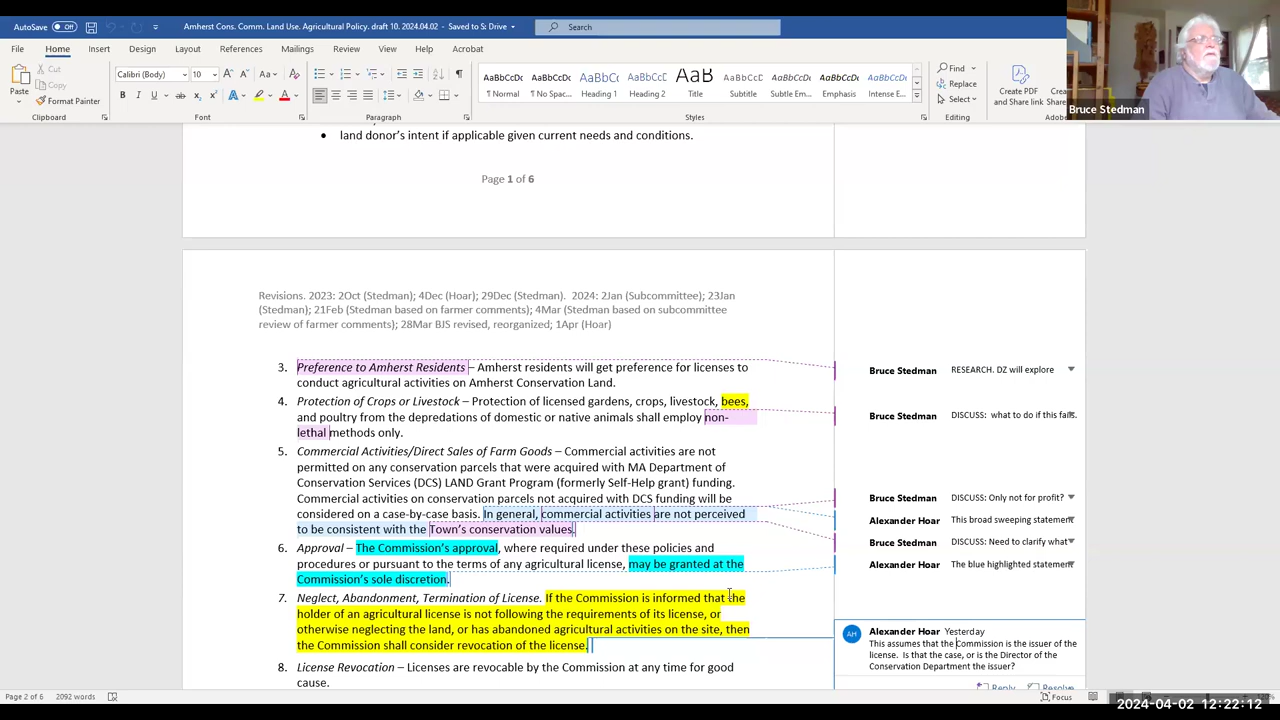 AutoSave Off
Amherst Cons. Comm. Land Use. Agricultural Policy. draft 10. 2024.04.02 - Saved to S: Drive
Search
File Home Insert Design Layout References Mailings Review View Help Acrobat
Paste
Cut
Copy
Format Painter
Clipboard
Calibri (Body) 10
Font
Paragraph
AaBbCcDc AaBbCcDc AaBbCc AaBbCcC AaB AaBbCcC AaBbCcDc AaBbCcDc AaBbCcDc
¶ Normal ¶ No Spac... Heading 1 Heading 2 Title Subtitle Subtle Em... Emphasis Intense E...
Styles
Find
Replace
Select
Editing
Create PDF
and Share link
Bruce Stedman
land donor's intent if applicable given current needs and conditions.
Page 1 of 6
Revisions. 2023: 2Oct (Stedman); 4Dec (Hoar); 29Dec (Stedman). 2024: 2Jan (Subcommittee); 23Jan
(Stedman); 21Feb (Stedman based on farmer comments); 4Mar (Stedman based on subcommittee
review of farmer comments); 28Mar BJS revised, reorganized; 1Apr (Hoar)
3. Preference to Amherst Residents – Amherst residents will get preference for licenses to
conduct agricultural activities on Amherst Conservation Land.
4. Protection of Crops or Livestock – Protection of licensed gardens, crops, livestock, bees,
and poultry from the depredations of domestic or native animals shall employ non-
lethal methods only.
5. Commercial Activities/Direct Sales of Farm Goods – Commercial activities are not
permitted on any conservation parcels that were acquired with MA Department of
Conservation Services (DCS) LAND Grant Program (formerly Self-Help grant) funding.
Commercial activities on conservation parcels not acquired with DCS funding will be
considered on a case-by-case basis. In general, commercial activities are not perceived
to be consistent with the Town's conservation values.
6. Approval – The Commission's approval, where required under these policies and
procedures or pursuant to the terms of any agricultural license, may be granted at the
Commission's sole discretion.
7. Neglect, Abandonment, Termination of License. If the Commission is informed that the
holder of an agricultural license is not following the requirements of its license, or
otherwise neglecting the land, or has abandoned agricultural activities on the site, then
the Commission shall consider revocation of the license.
8. License Revocation – Licenses are revocable by the Commission at any time for good
cause.
Bruce Stedman RESEARCH. DZ will explore
Bruce Stedman DISCUSS: what to do if this fails.
Bruce Stedman DISCUSS: Only not for profit?
Alexander Hoar This broad sweeping statement
Bruce Stedman DISCUSS: Need to clarify what
Alexander Hoar The blue highlighted statement
AH Alexander Hoar Yesterday
This assumes that the Commission is the issuer of the
license. Is that the case, or is the Director of the
Conservation Department the issuer?
Reply Resolve
Page 2 of 6 2092 words
Focus
2024-04-02 12:22:12